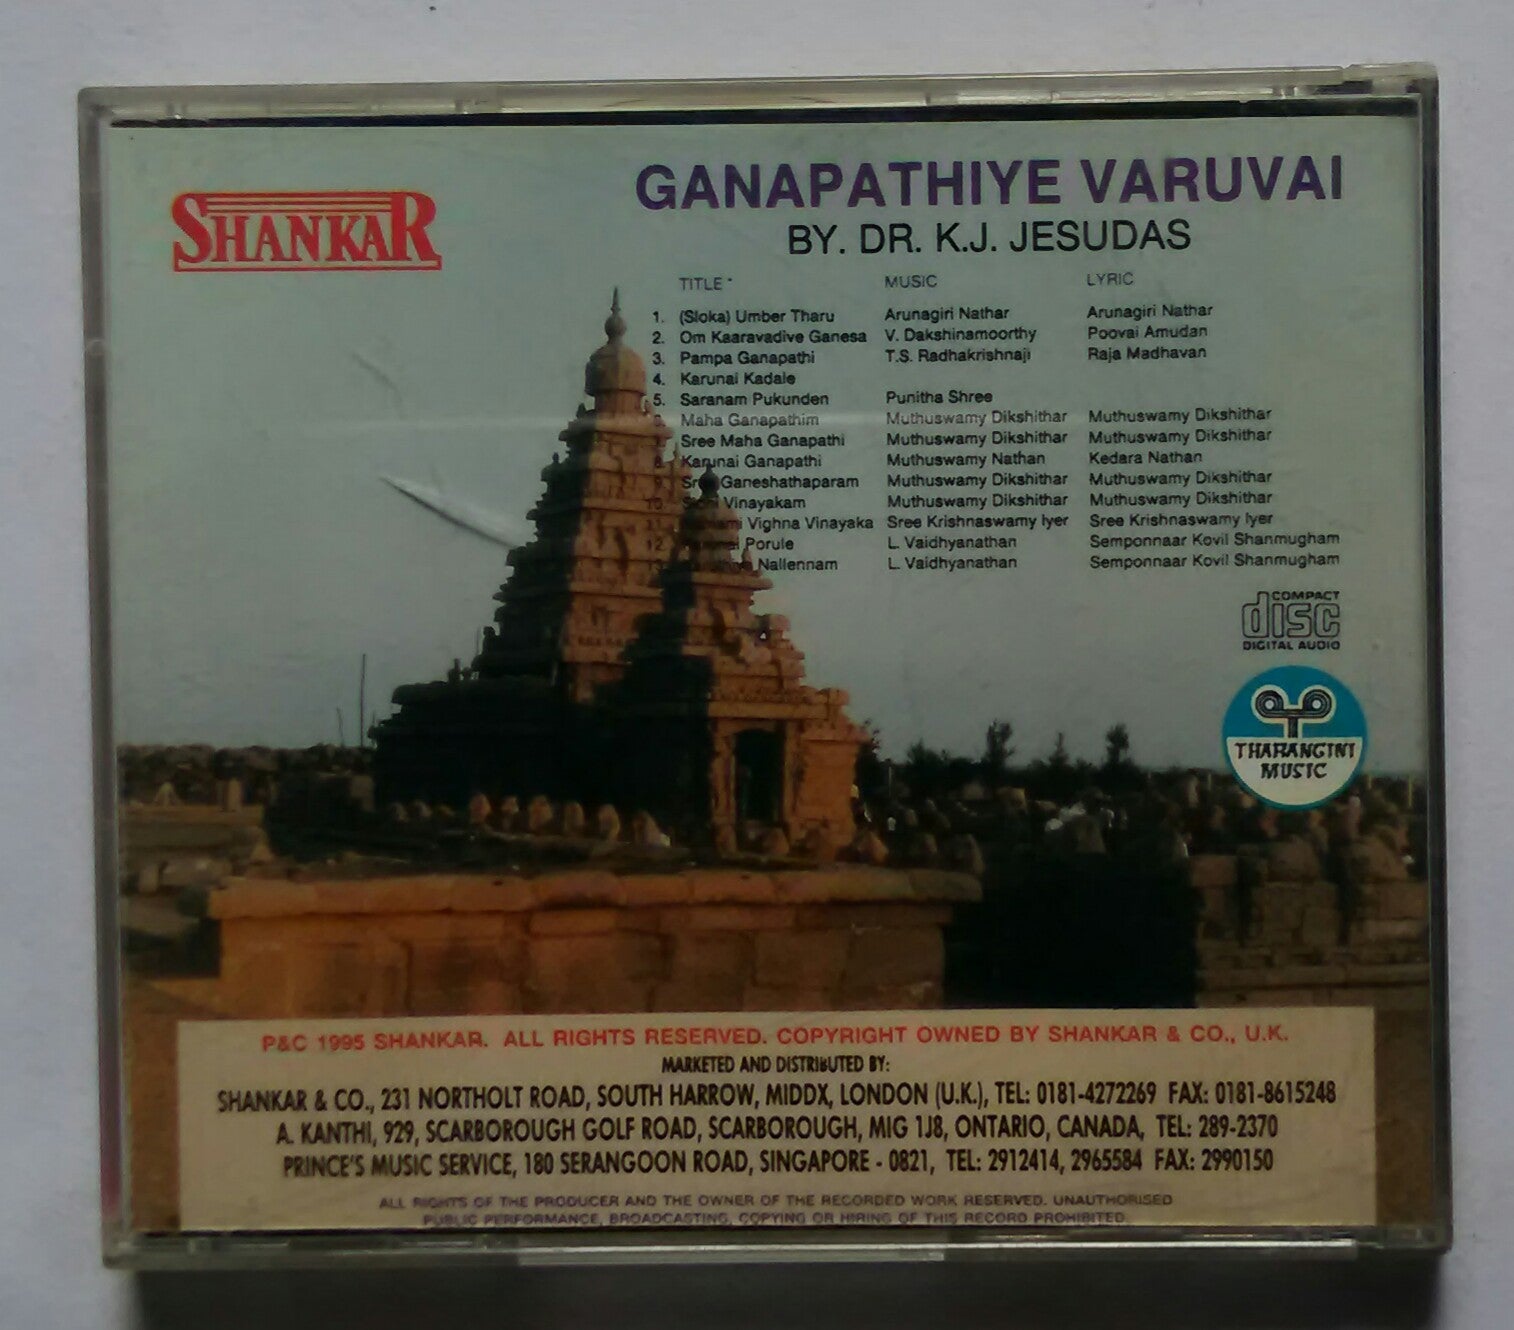 SHANKAR
GANAPATHIYE VARUVAI
BY. DR. K.J. JESUDAS
TITLE MUSIC LYRIC
1. (Sloka) Umber Tharu Arunagiri Nathar Arunagiri Nathar
2. Om Kaaravadive Ganesa V. Dakshinamoorthy Poovai Amudan
3. Pampa Ganapathi T.S. Radhakrishnaji Raja Madhavan
4. Karunai Kadale
5. Saranam Pukunden Punitha Shree
Maha Ganapathim Muthuswamy Dikshithar Muthuswamy Dikshithar
7. Sree Maha Ganapathi Muthuswamy Dikshithar Muthuswamy Dikshithar
8. Karunai Ganapathi Muthuswamy Nathan Kedara Nathan
9. Ganeshathaparam Muthuswamy Dikshithar Muthuswamy Dikshithar
10. Vinayakam Muthuswamy Dikshithar Muthuswamy Dikshithar
11. Vighna Vinayaka Sree Krishnaswamy Iyer Sree Krishnaswamy Iyer
12. Porule L. Vaidhyanathan Semponnaar Kovil Shanmugham
13. Nallennam L. Vaidhyanathan Semponnaar Kovil Shanmugham
COMPACT
disc
DIGITAL AUDIO
THARANGINI
MUSIC
P&C 1995 SHANKAR. ALL RIGHTS RESERVED. COPYRIGHT OWNED BY SHANKAR & CO., U.K.
MARKETED AND DISTRIBUTED BY:
SHANKAR & CO., 231 NORTHOLT ROAD, SOUTH HARROW, MIDDX, LONDON (U.K.), TEL: 0181-4272269 FAX: 0181-8615248
A. KANTHI, 929, SCARBOROUGH GOLF ROAD, SCARBOROUGH, MIG 1J8, ONTARIO, CANADA, TEL: 289-2370
PRINCE'S MUSIC SERVICE, 180 SERANGOON ROAD, SINGAPORE - 0821, TEL: 2912414, 2965584 FAX: 2990150
ALL RIGHTS OF THE PRODUCER AND THE OWNER OF THE RECORDED WORK RESERVED. UNAUTHORISED
PUBLIC PERFORMANCE, BROADCASTING, COPYING OR HIRING OF THIS RECORD PROHIBITED.